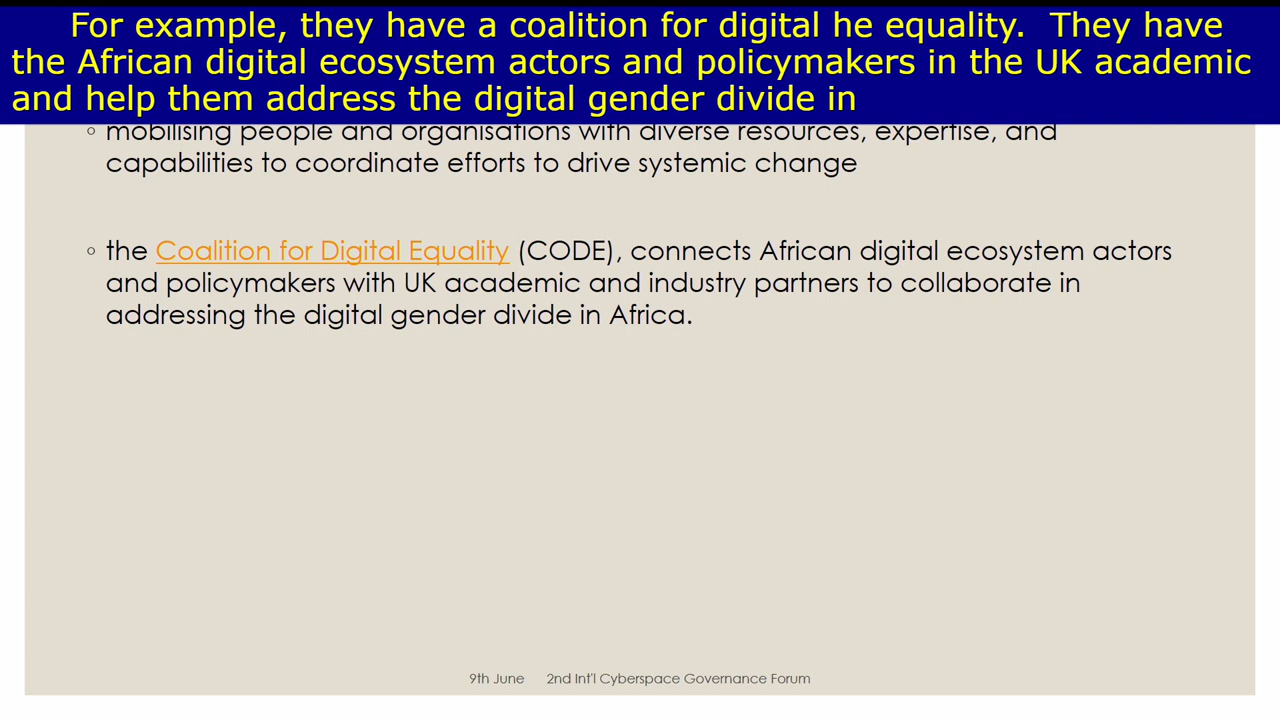 For example, they have a coalition for digital he equality.  They have
the African digital ecosystem actors and policymakers in the UK academic
and help them address the digital gender divide in
◦ mobilising people and organisations with diverse resources, expertise, and
capabilities to coordinate efforts to drive systemic change
◦ the Coalition for Digital Equality (CODE), connects African digital ecosystem actors
and policymakers with UK academic and industry partners to collaborate in
addressing the digital gender divide in Africa.
9th June 2nd Int'l Cyberspace Governance Forum